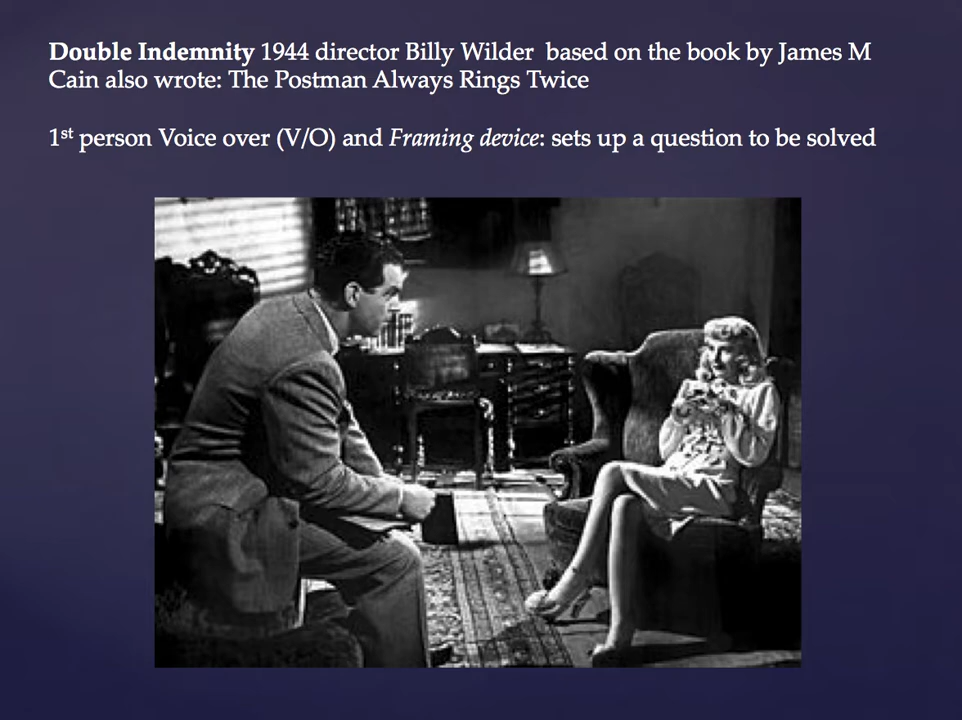 Double Indemnity 1944 director Billy Wilder  based on the book by James M
Cain also wrote: The Postman Always Rings Twice
1st person Voice over (V/O) and Framing device: sets up a question to be solved